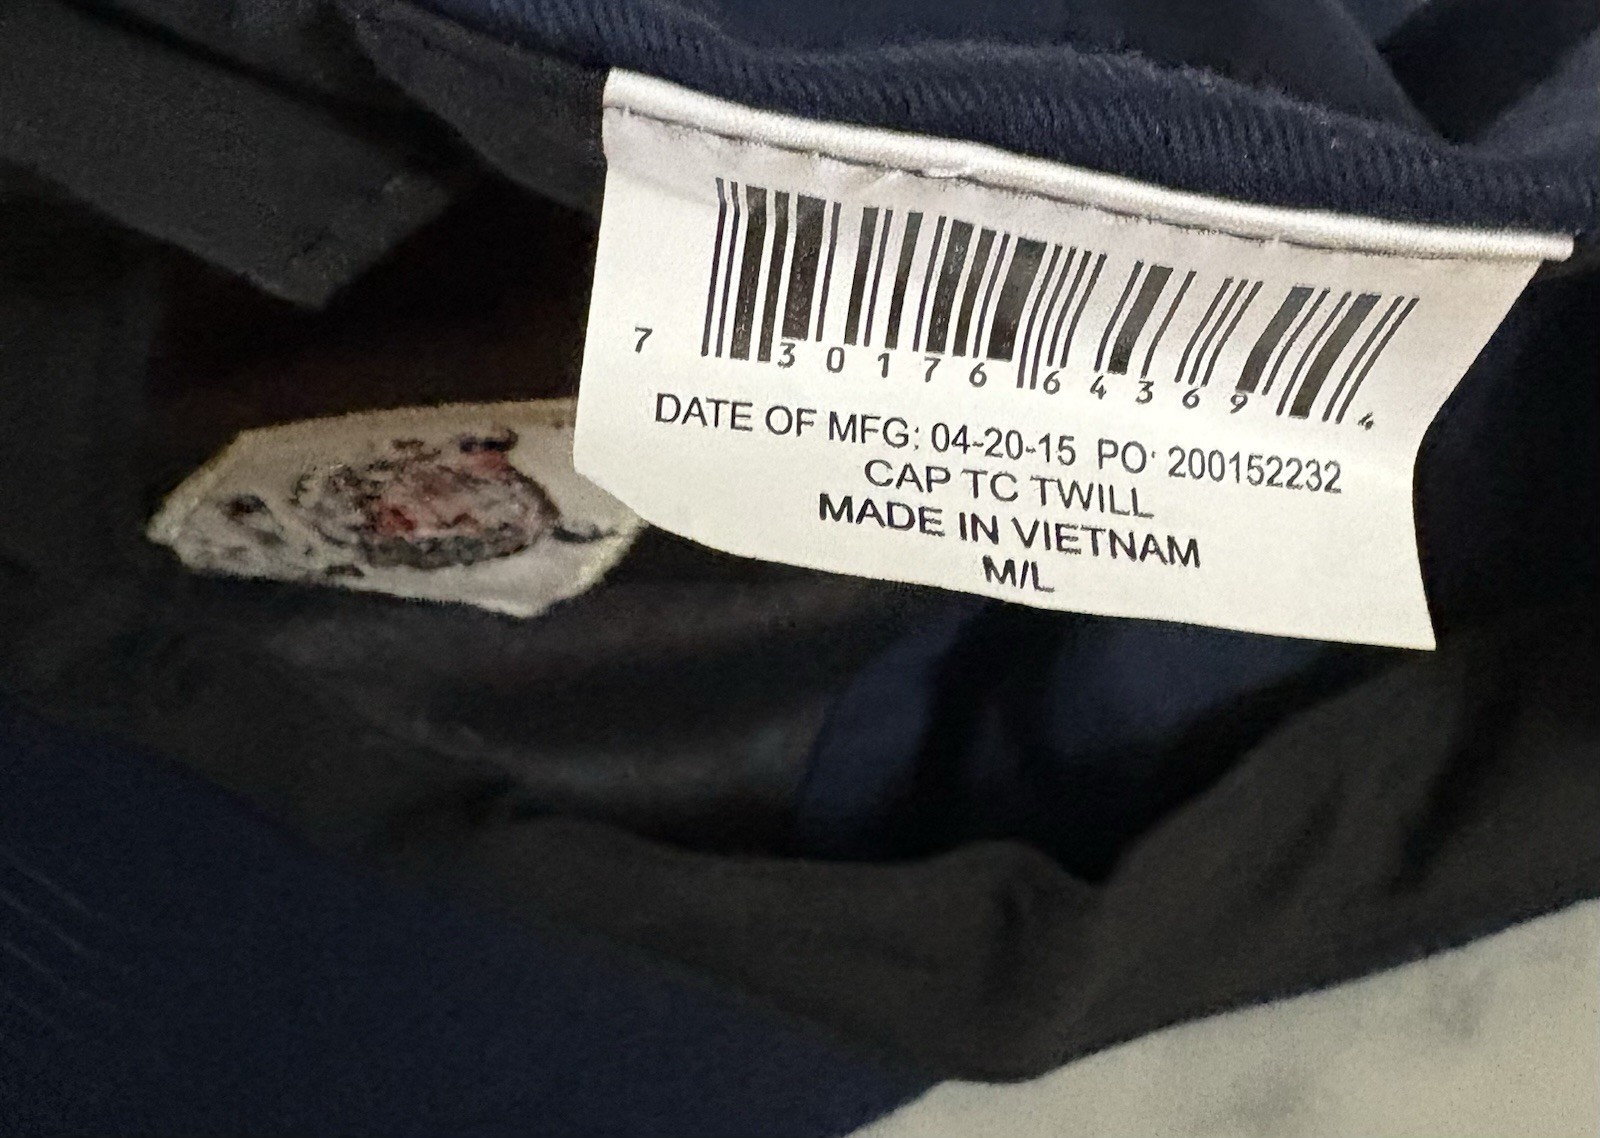 7 30176 64369 4
DATE OF MFG: 04-20-15 PO: 200152232
CAP TC TWILL
MADE IN VIETNAM
M/L